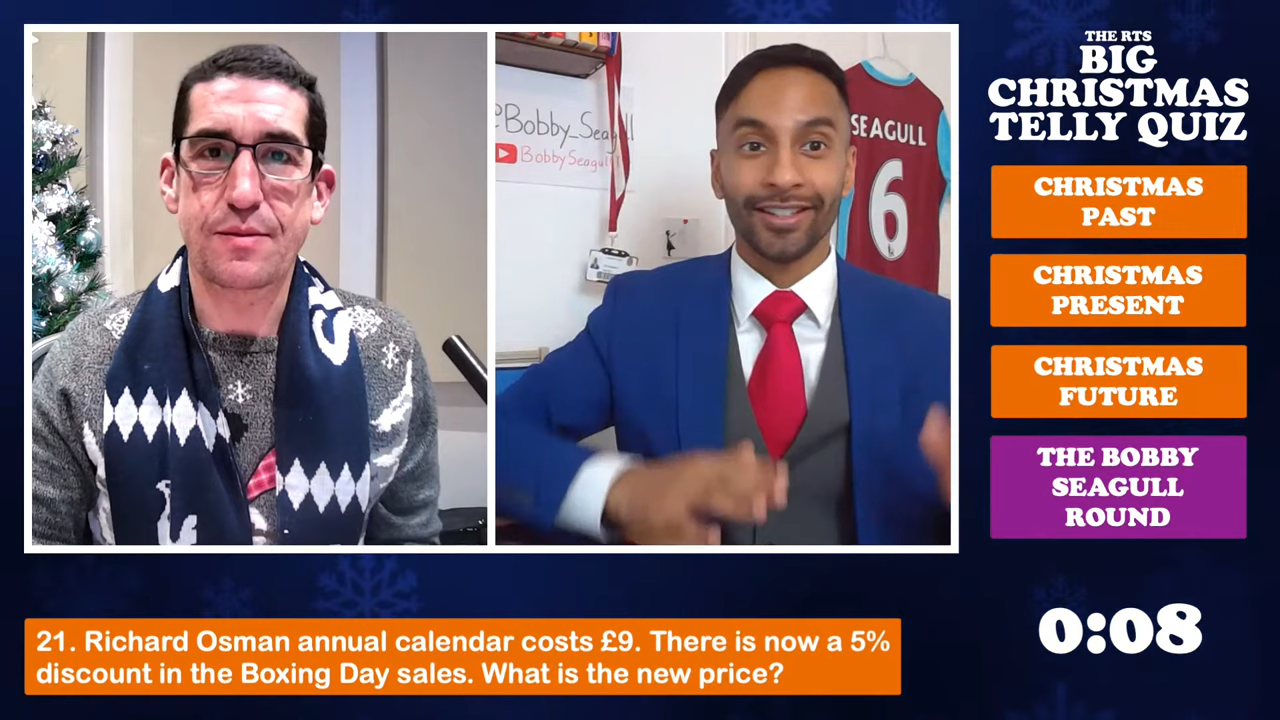 @Bobby_Seagull
BobbySeagull
SEAGULL
6
THE RTS
BIG
CHRISTMAS
TELLY QUIZ
CHRISTMAS
PAST
CHRISTMAS
PRESENT
CHRISTMAS
FUTURE
THE BOBBY
SEAGULL
ROUND
0:08
21. Richard Osman annual calendar costs £9. There is now a 5%
discount in the Boxing Day sales. What is the new price?